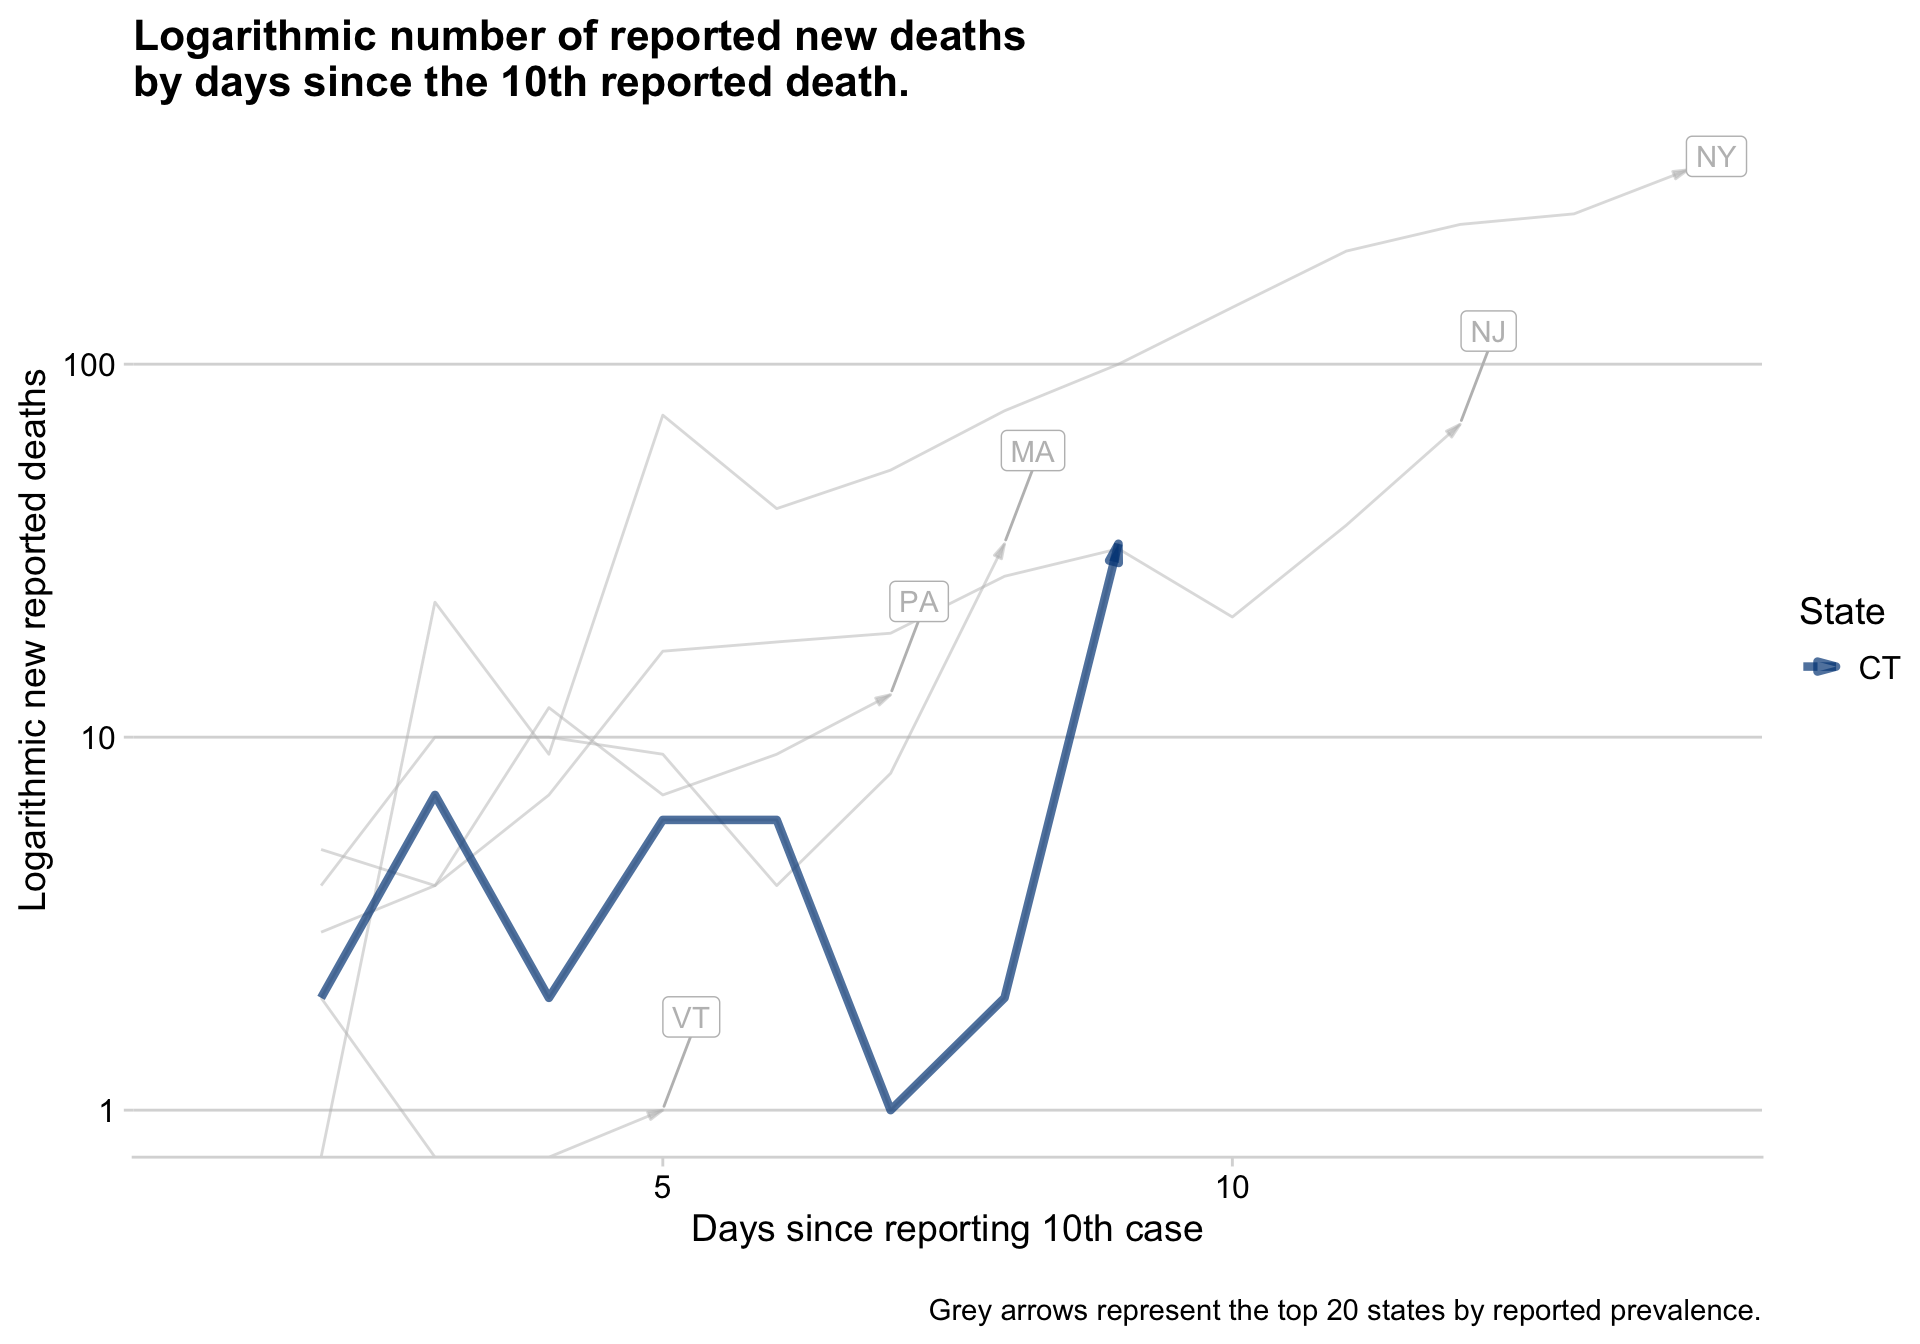 Logarithmic number of reported new deaths
by days since the 10th reported death.
NY
NJ
100
MA
PA
10
VT
1
5
10
Logarithmic new reported deaths
Days since reporting 10th case
State
CT
Grey arrows represent the top 20 states by reported prevalence.